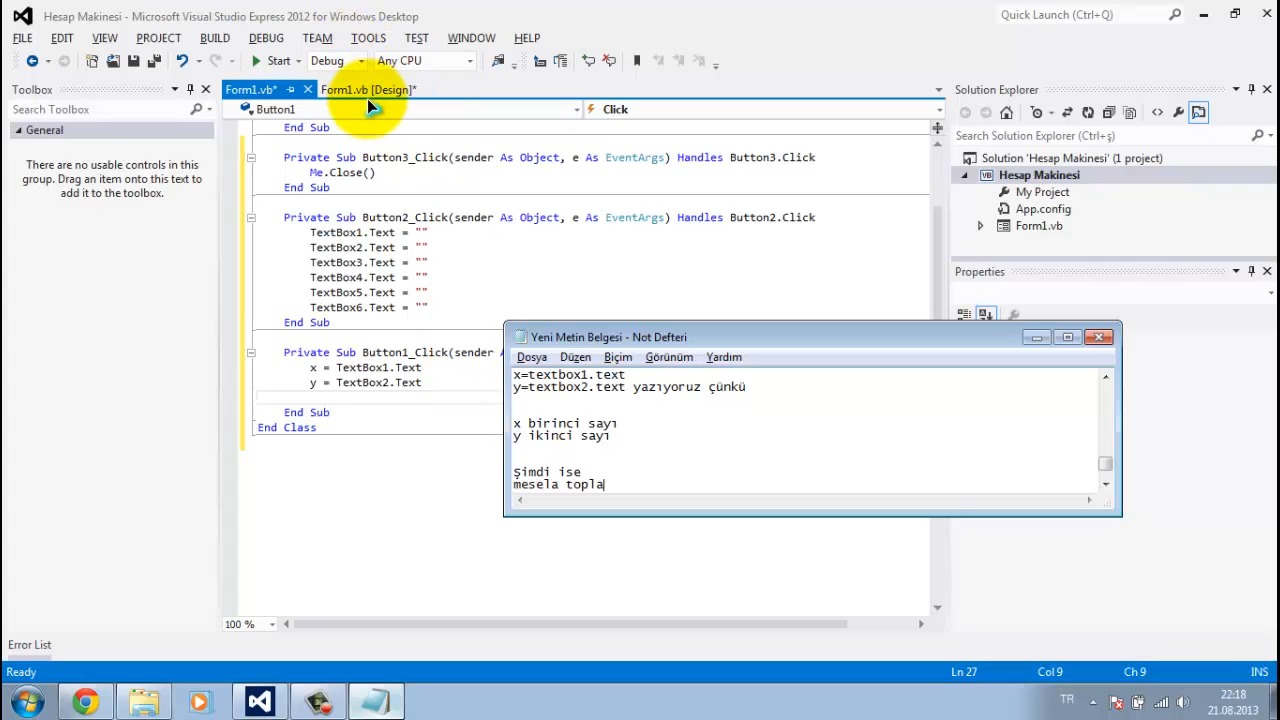 Hesap Makinesi - Microsoft Visual Studio Express 2012 for Windows Desktop
Quick Launch (Ctrl+Q)
FILE EDIT VIEW PROJECT BUILD DEBUG TEAM TOOLS TEST WINDOW HELP
Start Debug Any CPU
Toolbox
Search Toolbox
General
There are no usable controls in this
group. Drag an item onto this text to
add it to the toolbox.
Form1.vb* Form1.vb [Design]*
Button1 Click
End Sub
Private Sub Button3_Click(sender As Object, e As EventArgs) Handles Button3.Click
Me.Close()
End Sub
Private Sub Button2_Click(sender As Object, e As EventArgs) Handles Button2.Click
TextBox1.Text = ""
TextBox2.Text = ""
TextBox3.Text = ""
TextBox4.Text = ""
TextBox5.Text = ""
TextBox6.Text = ""
End Sub
Private Sub Button1_Click(sender
x = TextBox1.Text
y = TextBox2.Text
End Sub
End Class
100 %
Yeni Metin Belgesi - Not Defteri
Dosya Düzen Biçim Görünüm Yardım
x=textbox1.text
y=textbox2.text yazıyoruz çünkü
x birinci sayı
y ikinci sayı
Şimdi ise
mesela topla
Solution Explorer
Search Solution Explorer (Ctrl+ş)
Solution 'Hesap Makinesi' (1 project)
Hesap Makinesi
My Project
App.config
Form1.vb
Properties
Error List
Ready Ln 27 Col 9 Ch 9 INS
TR
22:18
21.08.2013